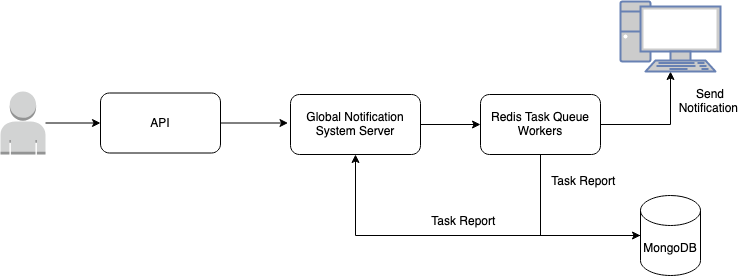 API
Global Notification
System Server
Redis Task Queue
Workers
Send
Notification
Task Report
Task Report
MongoDB